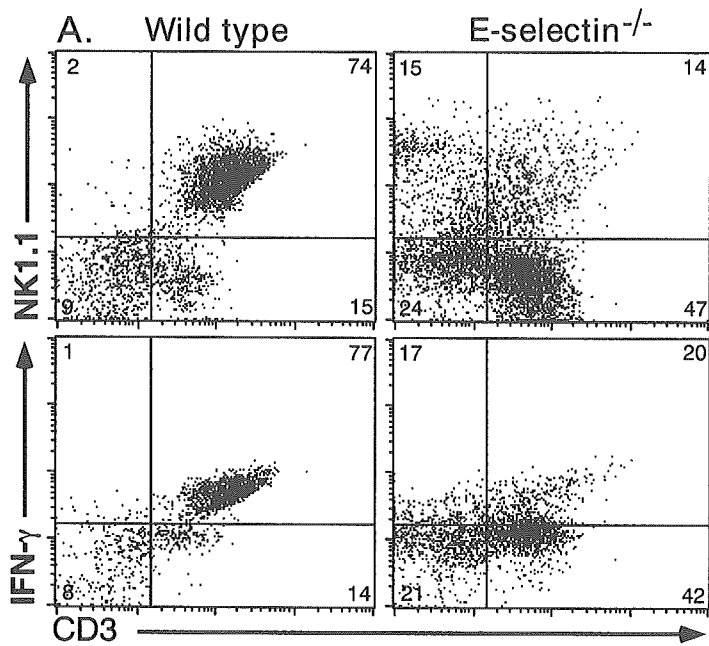 A. Wild type E-selectin-/-
2 74 15 14
NK1.1
9 15 24 47
1 77 17 20
IFN-γ
8 14 21 42
CD3